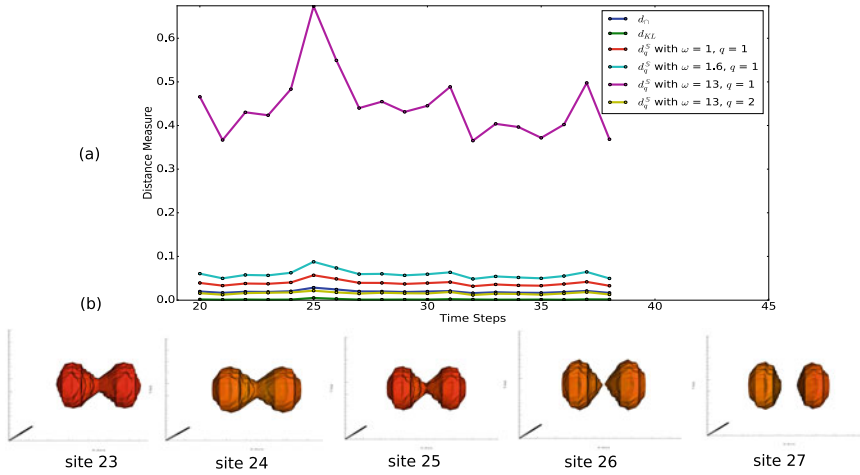 0.6
0.5
0.4
0.3
0.2
0.1
0.0
Distance Measure
(a)
(b)
20 25 30 35 40 45
Time Steps
d∩
dKL
d_q^S with ω = 1, q = 1
d_q^S with ω = 1.6, q = 1
d_q^S with ω = 13, q = 1
d_q^S with ω = 13, q = 2
site 23
site 24
site 25
site 26
site 27